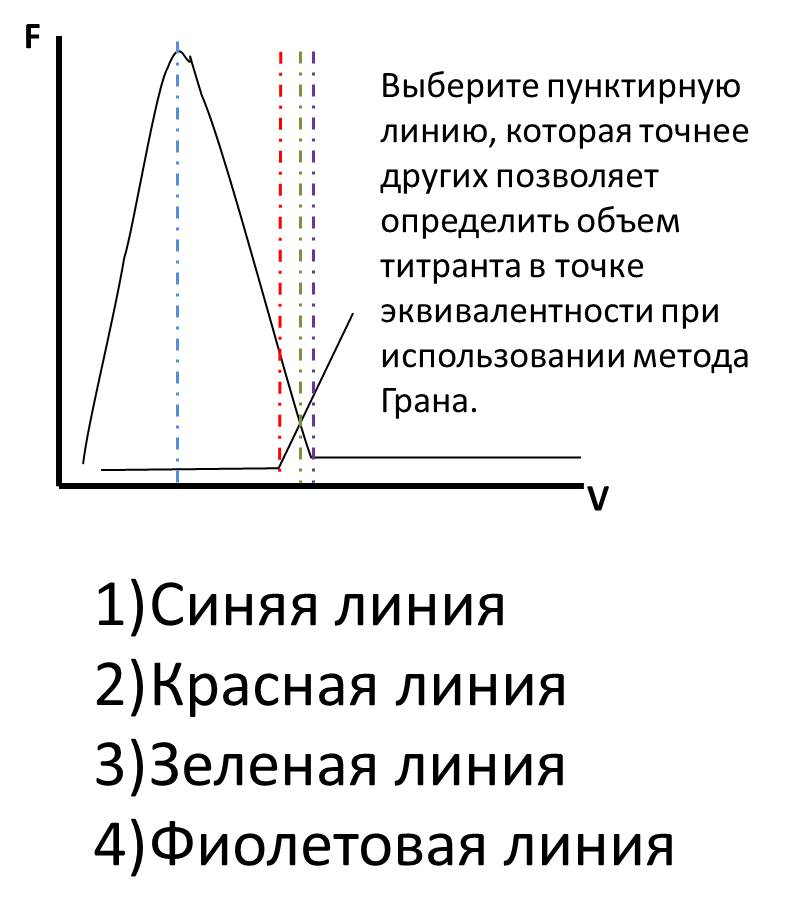 F
Выберите пунктирную
линию, которая точнее
других позволяет
определить объем
титранта в точке
эквивалентности при
использовании метода
Грана.
V
1)Синяя линия
2)Красная линия
3)Зеленая линия
4)Фиолетовая линия